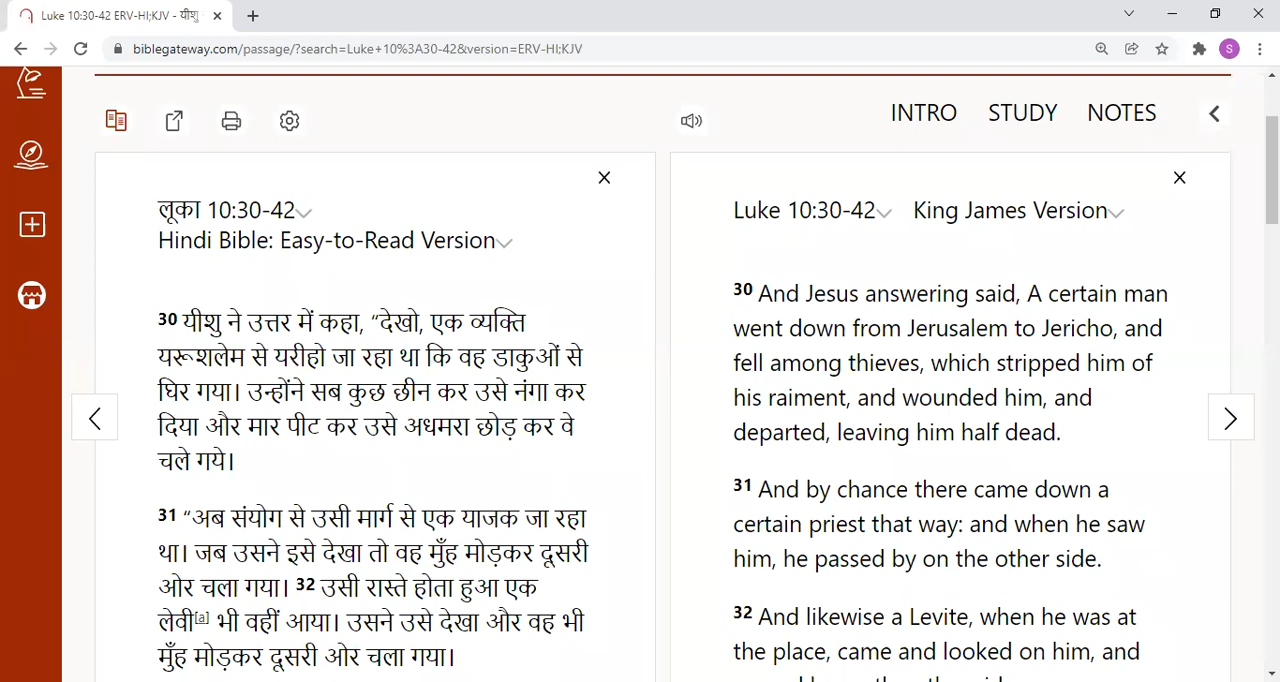 Luke 10:30-42 ERV-HI;KJV - यीशु
biblegateway.com/passage/?search=Luke+10%3A30-42&version=ERV-HI;KJV
S
INTRO STUDY NOTES
लूका 10:30-42
Hindi Bible: Easy-to-Read Version
30 यीशु ने उत्तर में कहा, “देखो, एक व्यक्ति
यरूशलेम से यरीहो जा रहा था कि वह डाकुओं से
घिर गया। उन्होंने सब कुछ छीन कर उसे नंगा कर
दिया और मार पीट कर उसे अधमरा छोड़ कर वे
चले गये।
31 “अब संयोग से उसी मार्ग से एक याजक जा रहा
था। जब उसने इसे देखा तो वह मुँह मोड़कर दूसरी
ओर चला गया। 32 उसी रास्ते होता हुआ एक
लेवी[a] भी वहीं आया। उसने उसे देखा और वह भी
मुँह मोड़कर दूसरी ओर चला गया।
Luke 10:30-42 King James Version
30 And Jesus answering said, A certain man
went down from Jerusalem to Jericho, and
fell among thieves, which stripped him of
his raiment, and wounded him, and
departed, leaving him half dead.
31 And by chance there came down a
certain priest that way: and when he saw
him, he passed by on the other side.
32 And likewise a Levite, when he was at
the place, came and looked on him, and